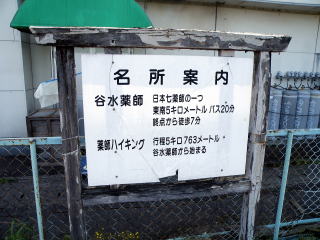 名所案内
谷水薬師 日本七薬師の一つ
東南5キロメートル バス20分
終点から徒歩7分
薬師ハイキング 行程5キロ763メートル
谷水薬師から始まる